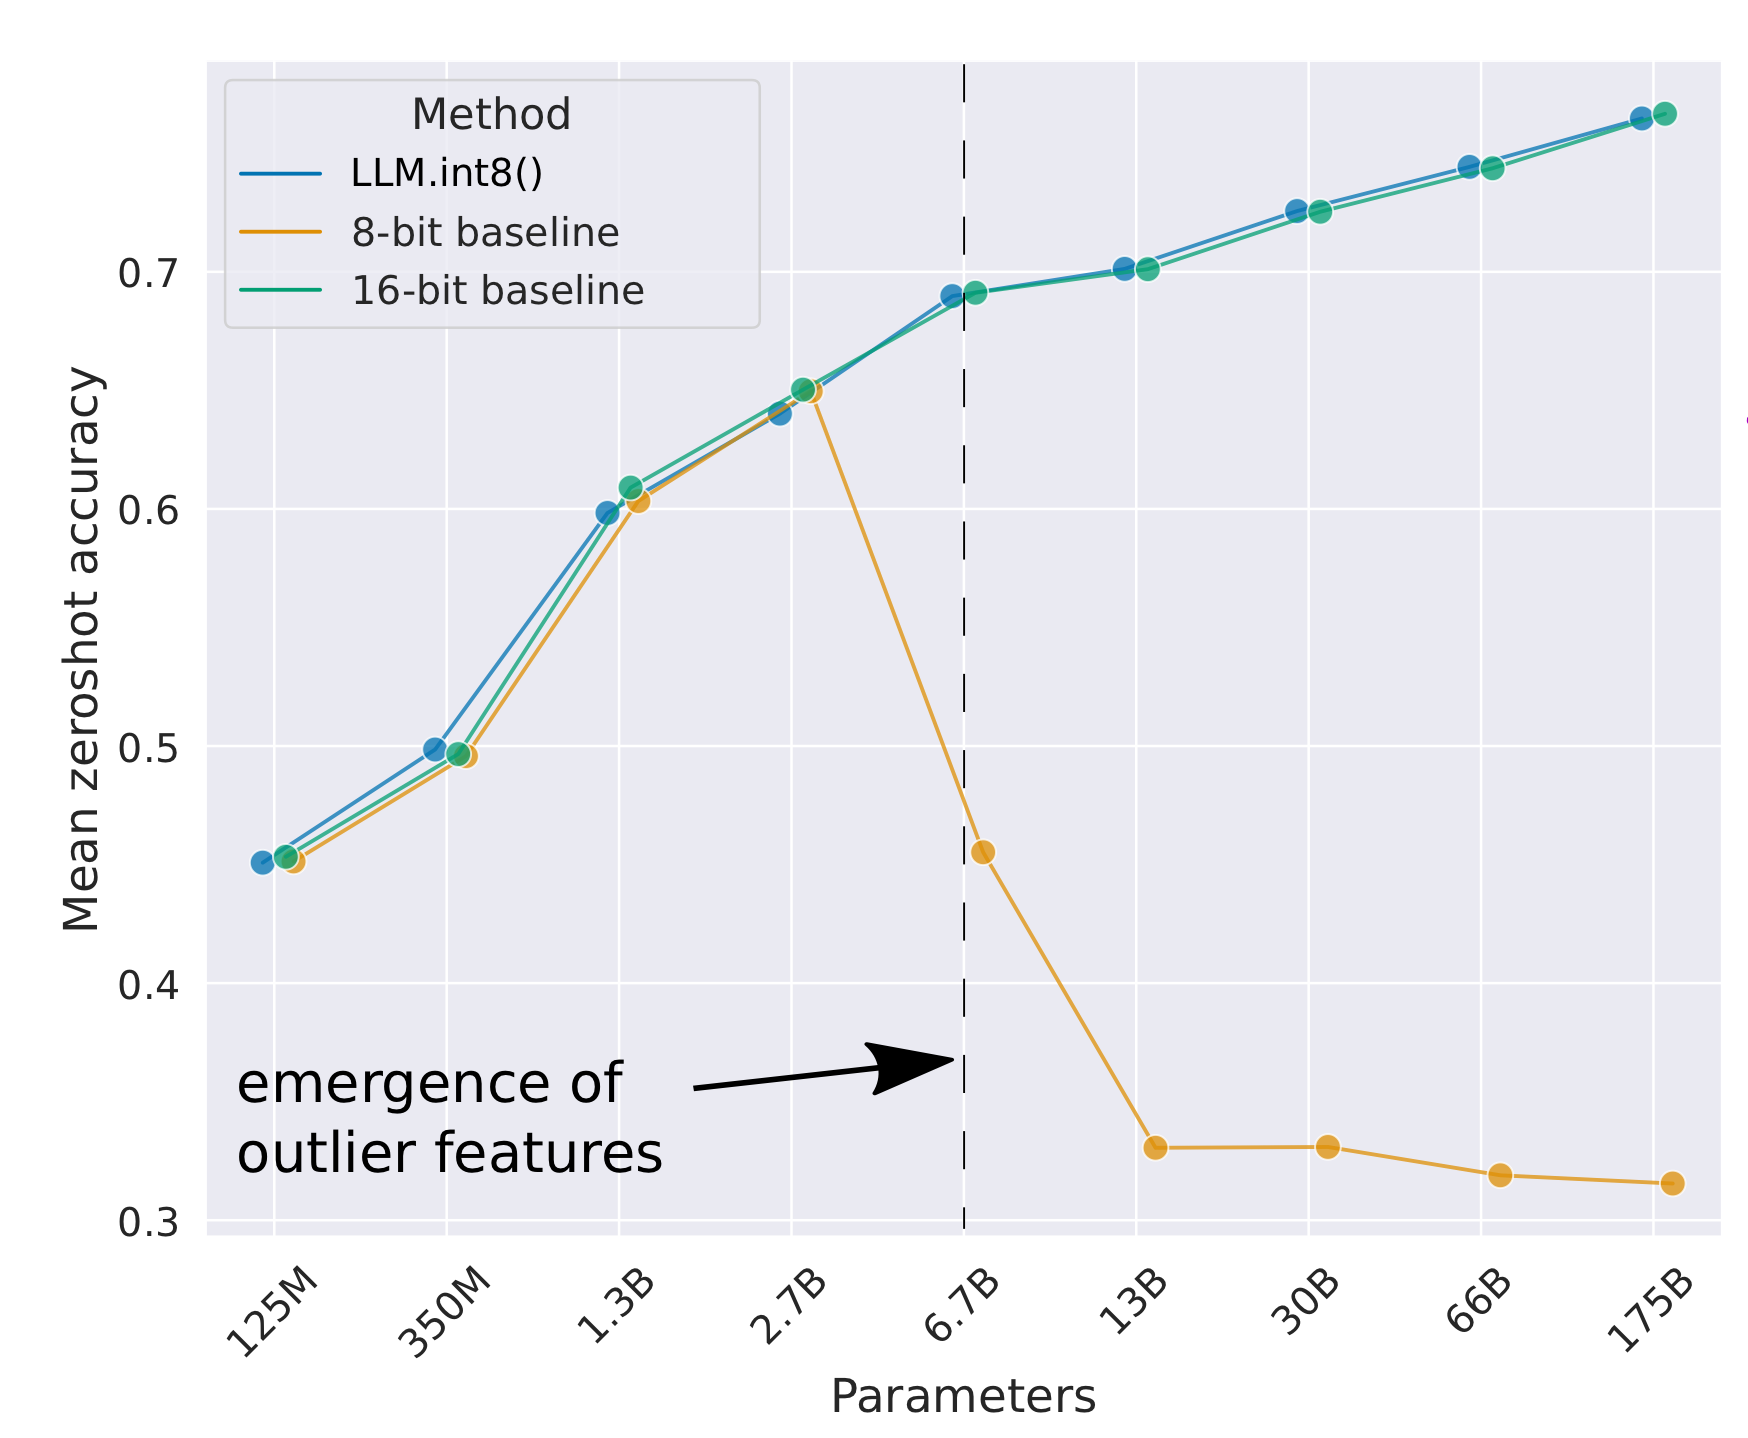 Method
LLM.int8()
8-bit baseline
16-bit baseline
Mean zeroshot accuracy
0.7
0.6
0.5
0.4
0.3
emergence of
outlier features
125M
350M
1.3B
2.7B
6.7B
13B
30B
66B
175B
Parameters